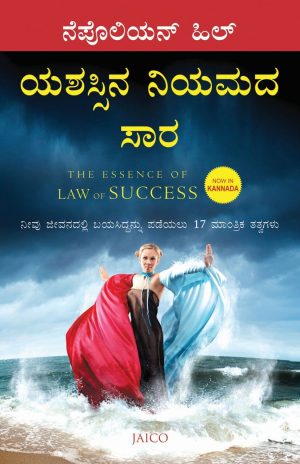 ನೆಪೊಲಿಯನ್ ಹಿಲ್
ಯಶಸ್ಸಿನ ನಿಯಮದ
ಸಾರ
THE ESSENCE OF
LAW OF SUCCESS
NOW IN
KANNADA
ನೀವು ಜೀವನದಲ್ಲಿ ಬಯಸಿದ್ದನ್ನು ಪಡೆಯಲು 17 ಮಾಂತ್ರಿಕ ತತ್ವಗಳು
JAICO